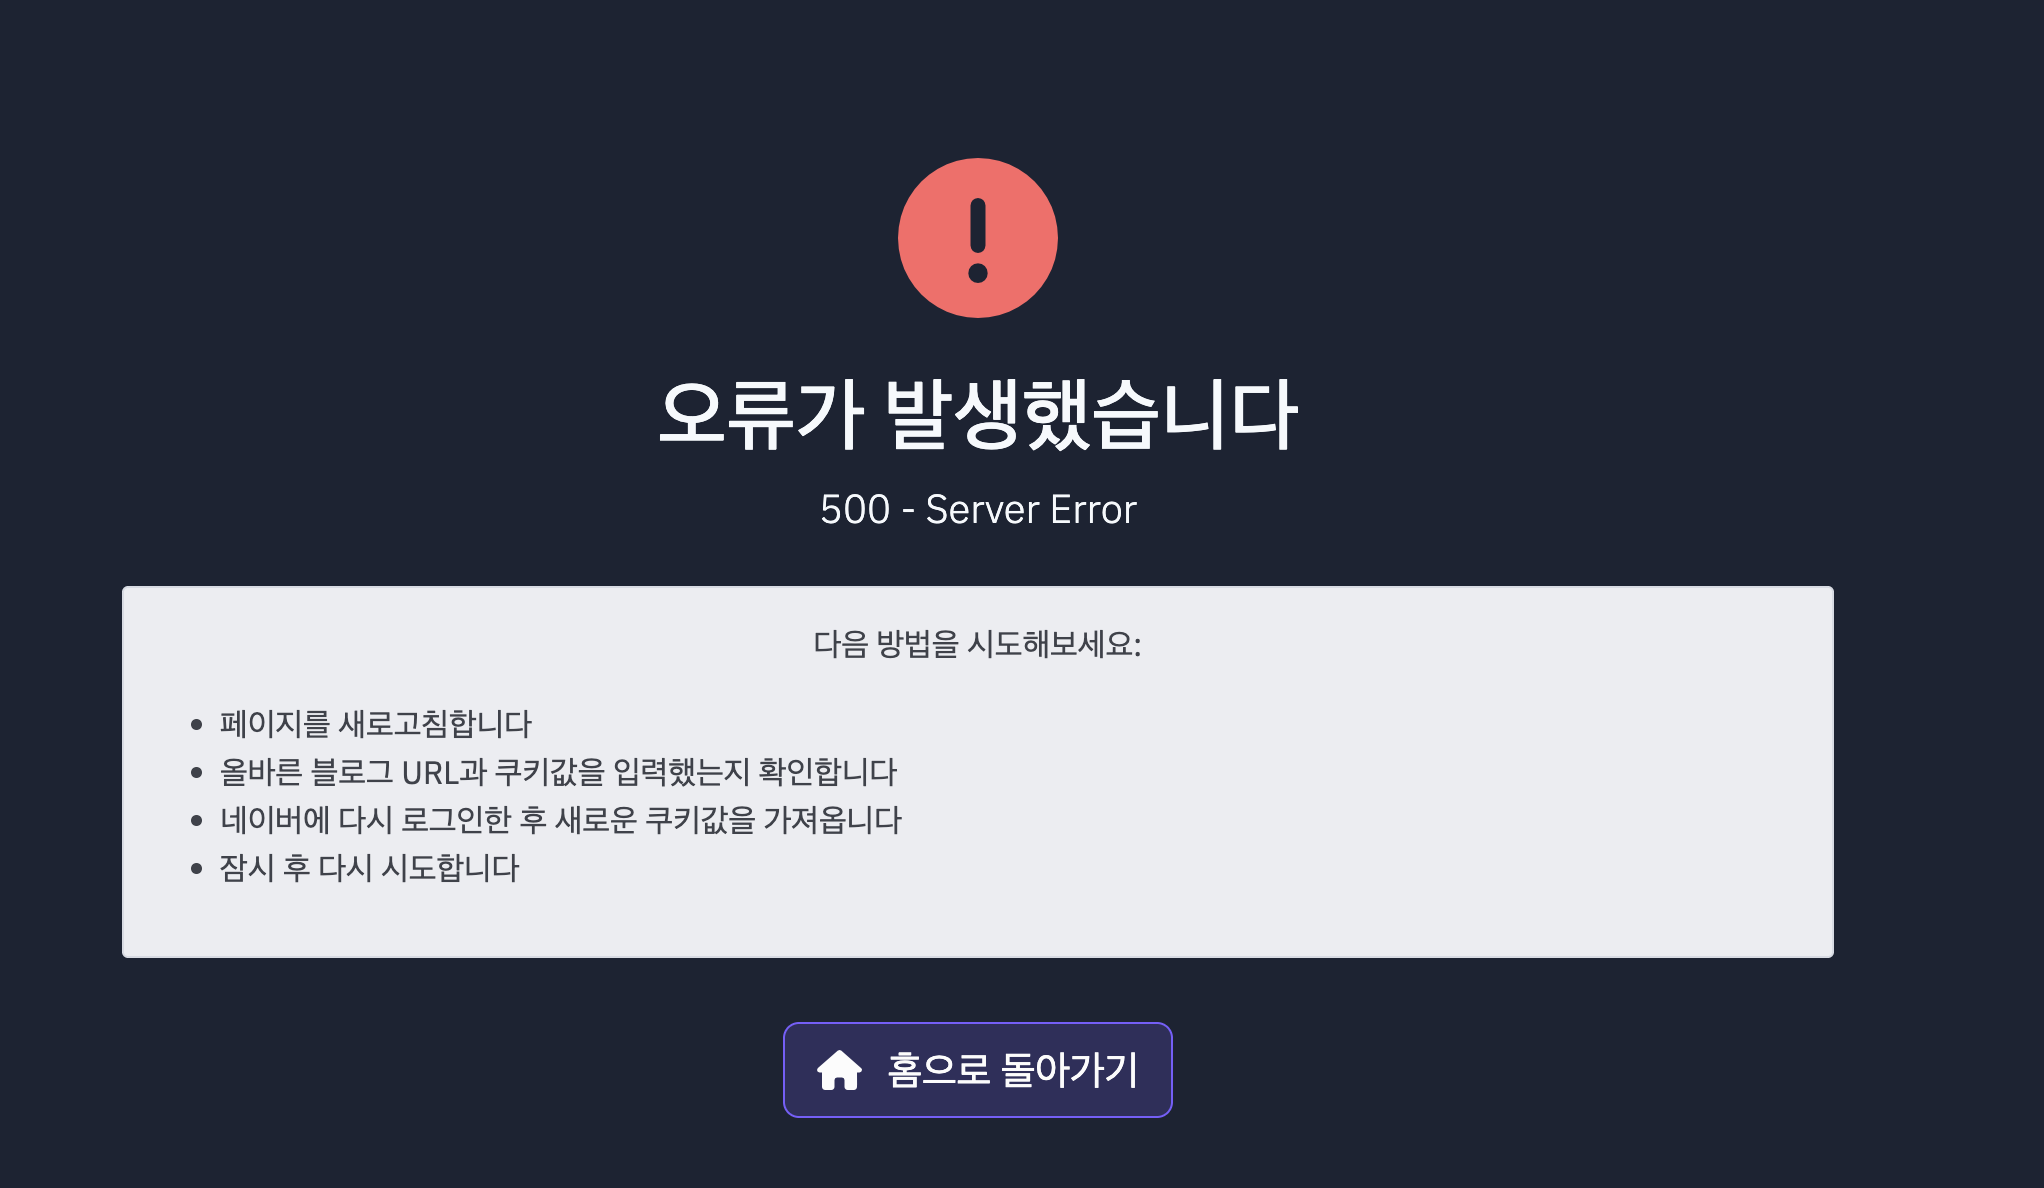 오류가 발생했습니다
500 - Server Error
다음 방법을 시도해보세요:
• 페이지를 새로고침합니다
• 올바른 블로그 URL과 쿠키값을 입력했는지 확인합니다
• 네이버에 다시 로그인한 후 새로운 쿠키값을 가져옵니다
• 잠시 후 다시 시도합니다
홈으로 돌아가기